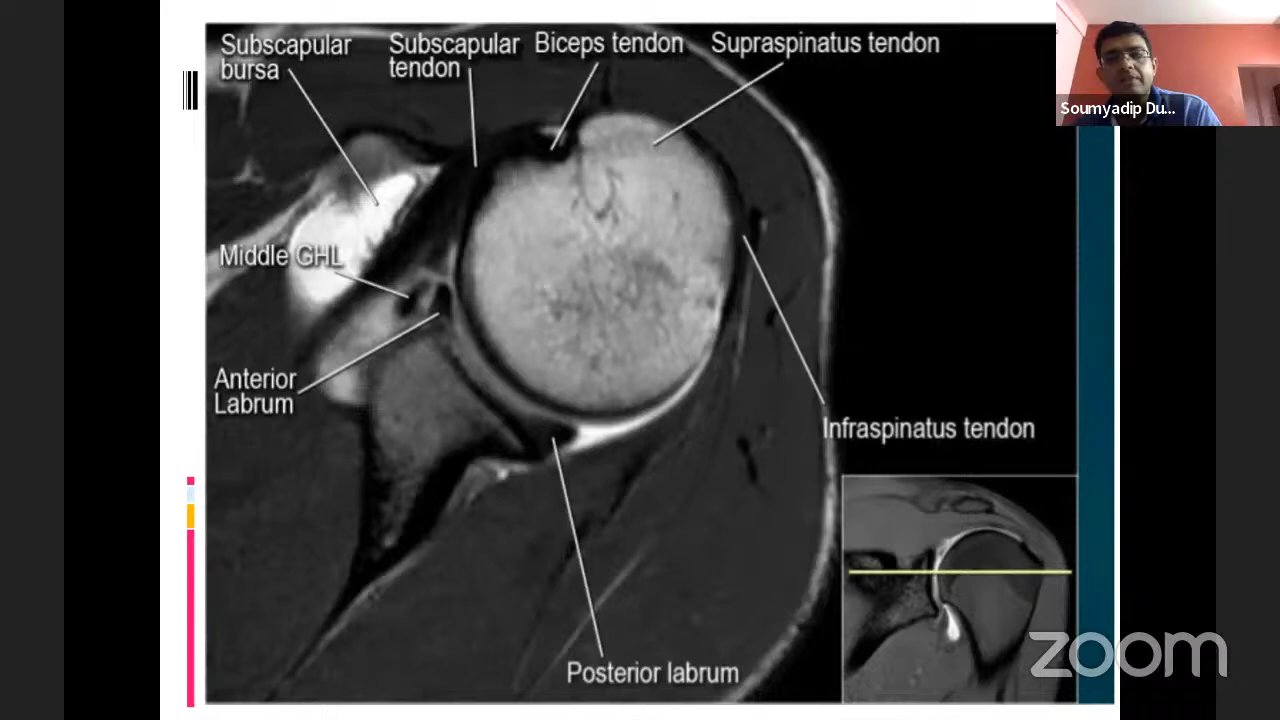 Subscapular
bursa
Subscapular
tendon
Biceps tendon
Supraspinatus tendon
Soumyadip Du...
Middle GHL
Anterior
Labrum
Infraspinatus tendon
Posterior labrum
zoom